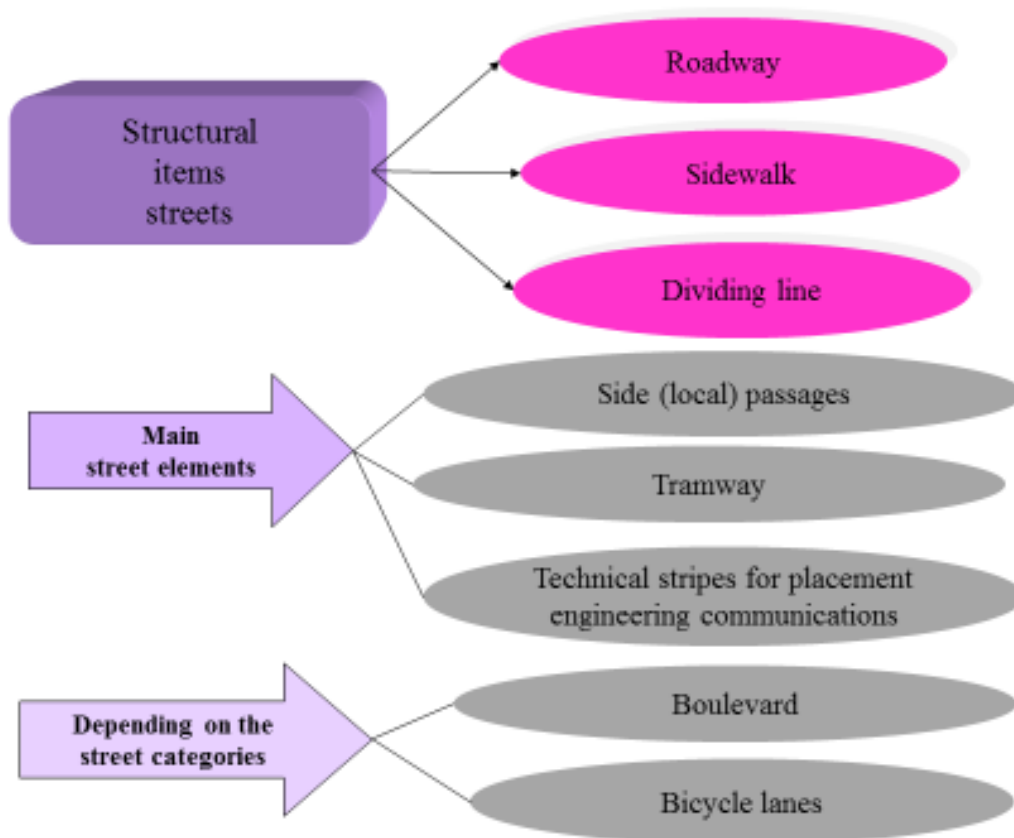 Structural
items
streets
Roadway
Sidewalk
Dividing line
Main
street elements
Side (local) passages
Tramway
Technical stripes for placement
engineering communications
Depending on the
street categories
Boulevard
Bicycle lanes